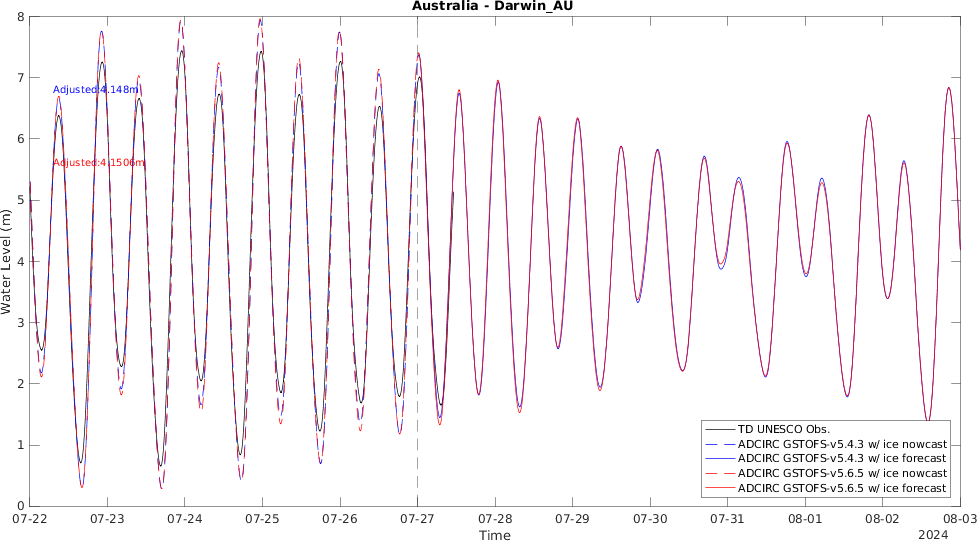 Australia - Darwin_AU
Water Level (m)
8
7
6
5
4
3
2
1
0
Adjusted:4.148m
Adjusted:4.1506m
TD UNESCO Obs.
ADCIRC GSTOFS-v5.4.3 w/ ice nowcast
ADCIRC GSTOFS-v5.4.3 w/ ice forecast
ADCIRC GSTOFS-v5.6.5 w/ ice nowcast
ADCIRC GSTOFS-v5.6.5 w/ ice forecast
07-22 07-23 07-24 07-25 07-26 07-27 07-28 07-29 07-30 07-31 08-01 08-02 08-03
Time
2024